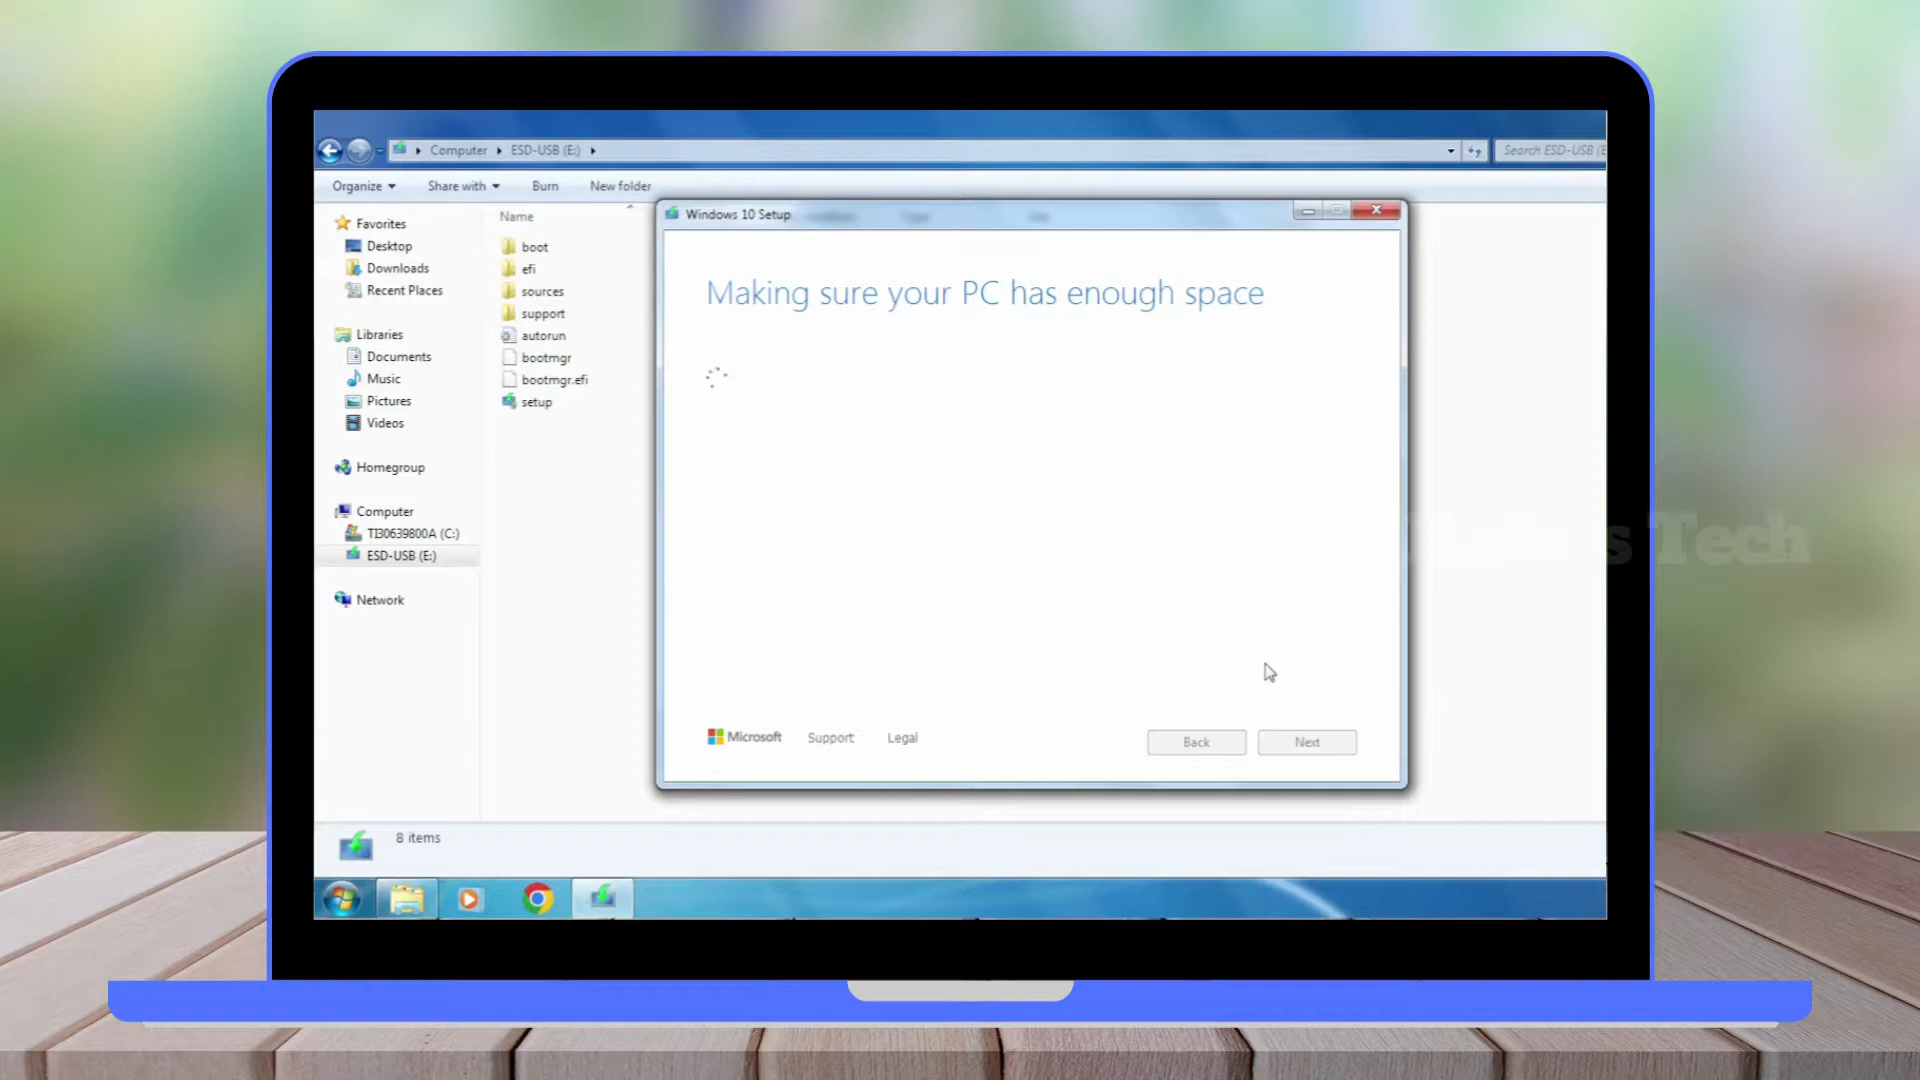 Computer ESD-USB (E:)
Search ESD-USB (E
Organize Share with Burn New folder
Favorites
Desktop
Downloads
Recent Places
Libraries
Documents
Music
Pictures
Videos
Homegroup
Computer
TI30639800A (C:)
ESD-USB (E:)
Network
Name
boot
efi
sources
support
autorun
bootmgr
bootmgr.efi
setup
Windows 10 Setup
Making sure your PC has enough space
Microsoft Support Legal
Back Next
8 items
s Tech